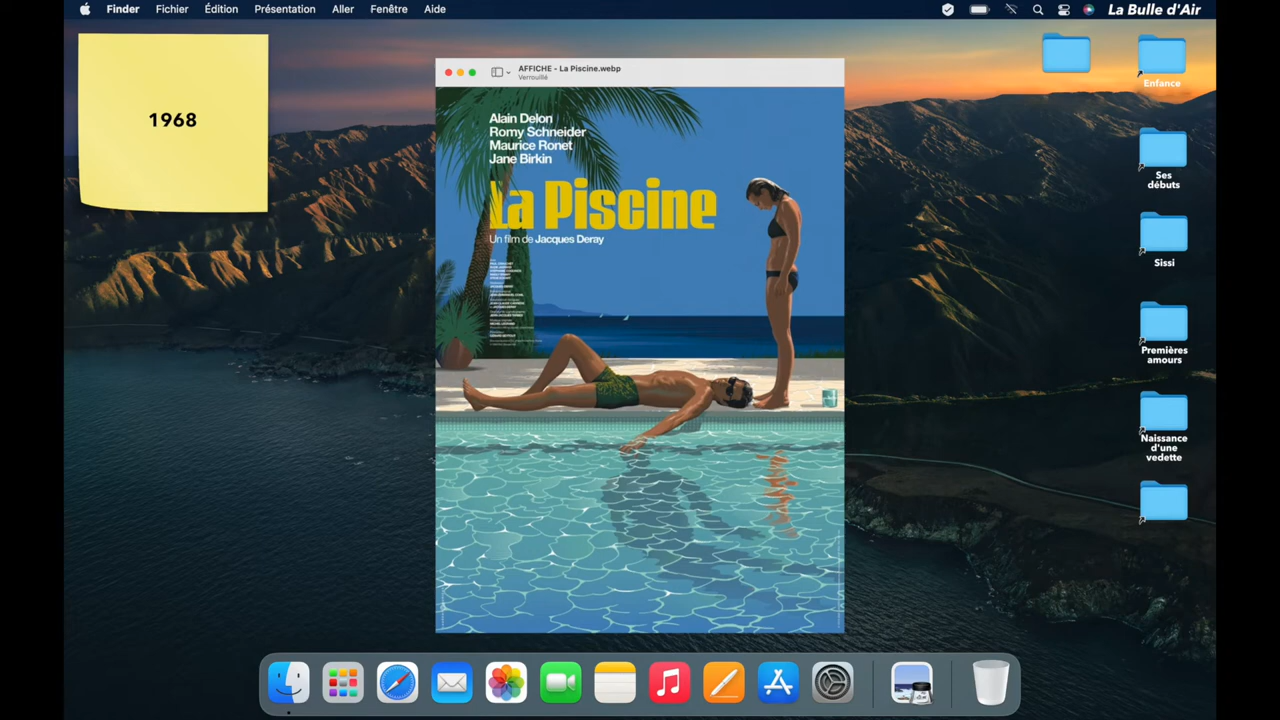 Finder Fichier Édition Présentation Aller Fenêtre Aide
La Bulle d'Air
1968
AFFICHE - La Piscine.webp
Verrouillé
Alain Delon
Romy Schneider
Maurice Ronet
Jane Birkin
La Piscine
Un film de Jacques Deray
Enfance
Ses
débuts
Sissi
Premières
amours
Naissance
d'une
vedette